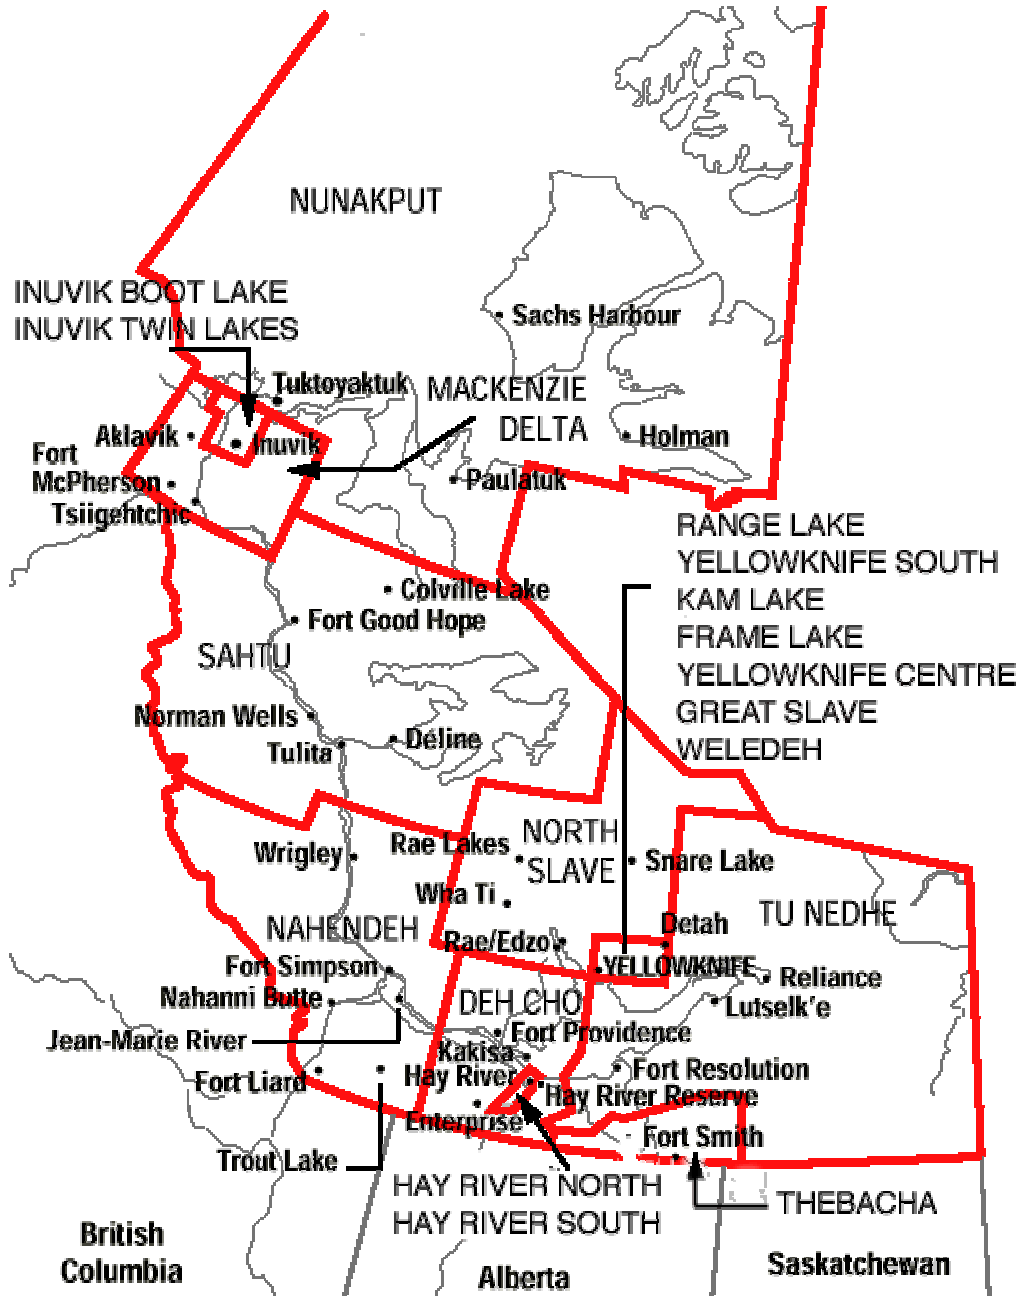 NUNAKPUT
INUVIK BOOT LAKE
INUVIK TWIN LAKES
Sachs Harbour
Tuktoyaktuk
MACKENZIE
DELTA
Aklavik
Inuvik
Holman
Fort
McPherson
Paulatuk
Tsiigehtchic
RANGE LAKE
YELLOWKNIFE SOUTH
KAM LAKE
FRAME LAKE
YELLOWKNIFE CENTRE
GREAT SLAVE
WELEDEH
Colville Lake
Fort Good Hope
SAHTU
Norman Wells
Tulita
Déline
NORTH
SLAVE
Rae Lakes
Wrigley
Snare Lake
Wha Ti
TU NEDHE
NAHENDEH
Detah
Rae/Edzo
Fort Simpson
YELLOWKNIFE
Reliance
Nahanni Butte
DEH CHO
Lutselk'e
Jean-Marie River
Fort Providence
Kakisa
Fort Liard
Hay River
Fort Resolution
Hay River Reserve
Enterprise
Fort Smith
Trout Lake
HAY RIVER NORTH
HAY RIVER SOUTH
THEBACHA
British
Columbia
Alberta
Saskatchewan